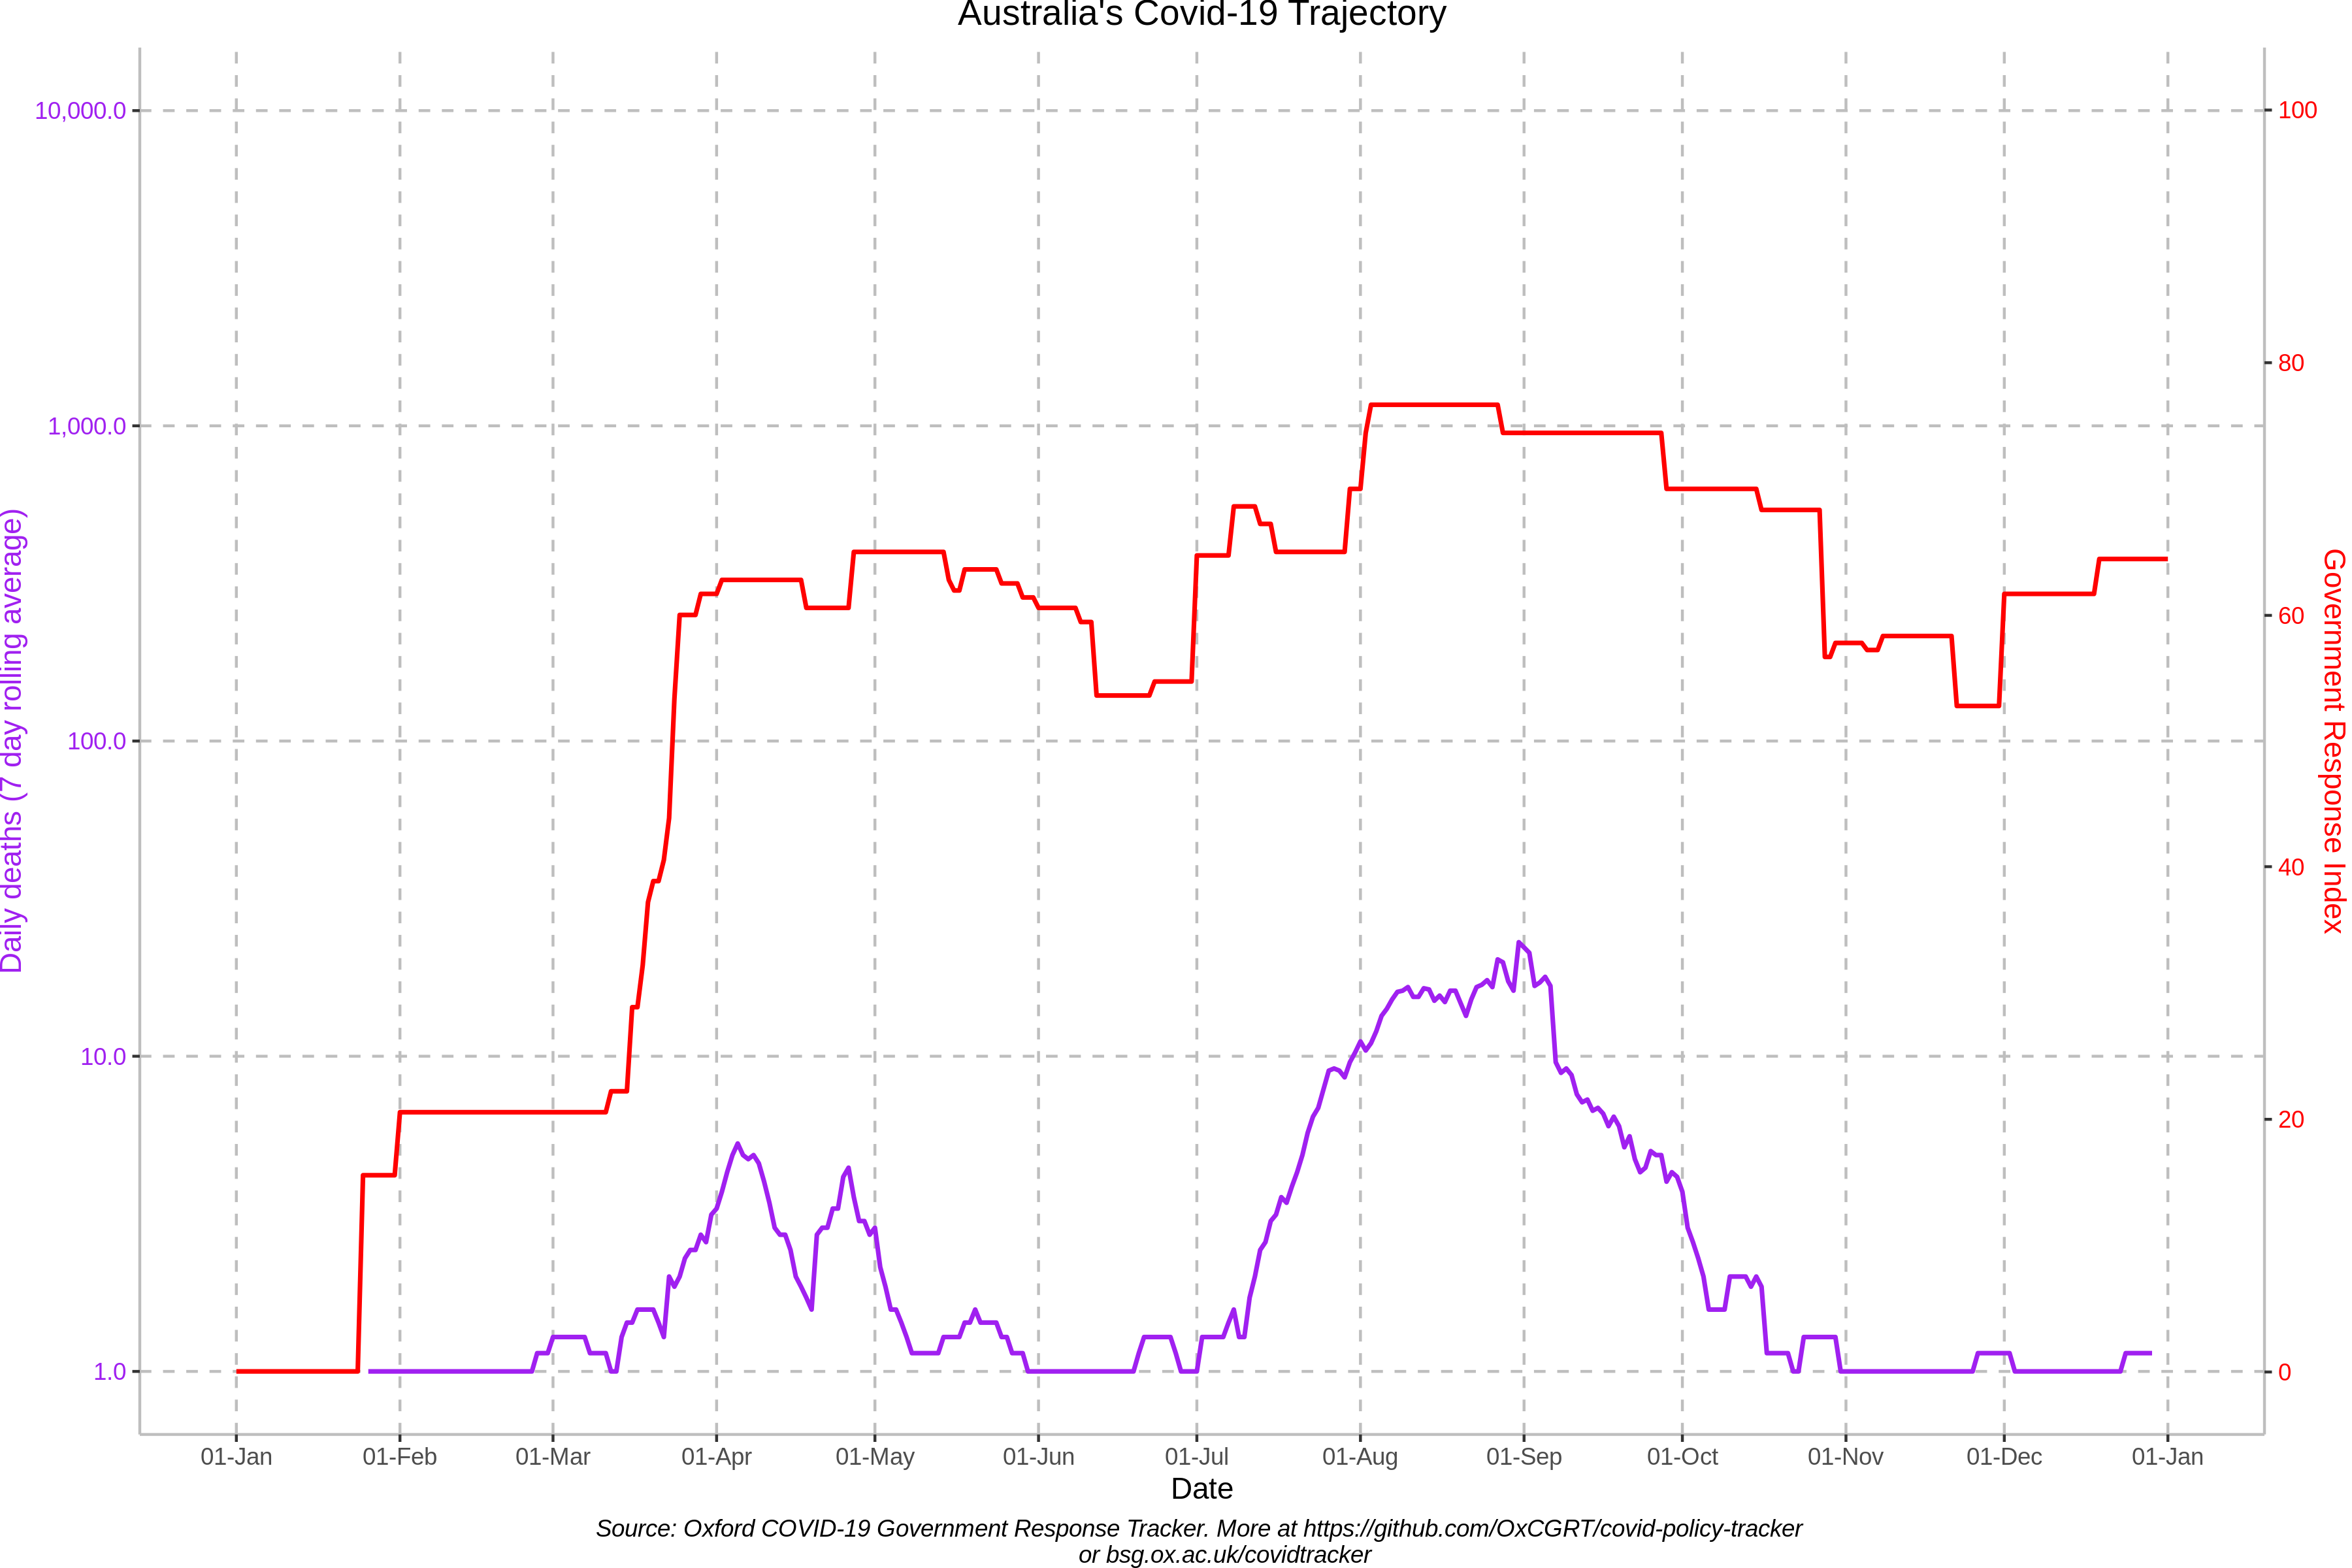 Australia's Covid-19 Trajectory
10,000.0
1,000.0
100.0
10.0
1.0
Daily deaths (7 day rolling average)
100
80
60
40
20
0
Government Response Index
01-Jan 01-Feb 01-Mar 01-Apr 01-May 01-Jun 01-Jul 01-Aug 01-Sep 01-Oct 01-Nov 01-Dec 01-Jan
Date
Source: Oxford COVID-19 Government Response Tracker. More at https://github.com/OxCGRT/covid-policy-tracker
or bsg.ox.ac.uk/covidtracker